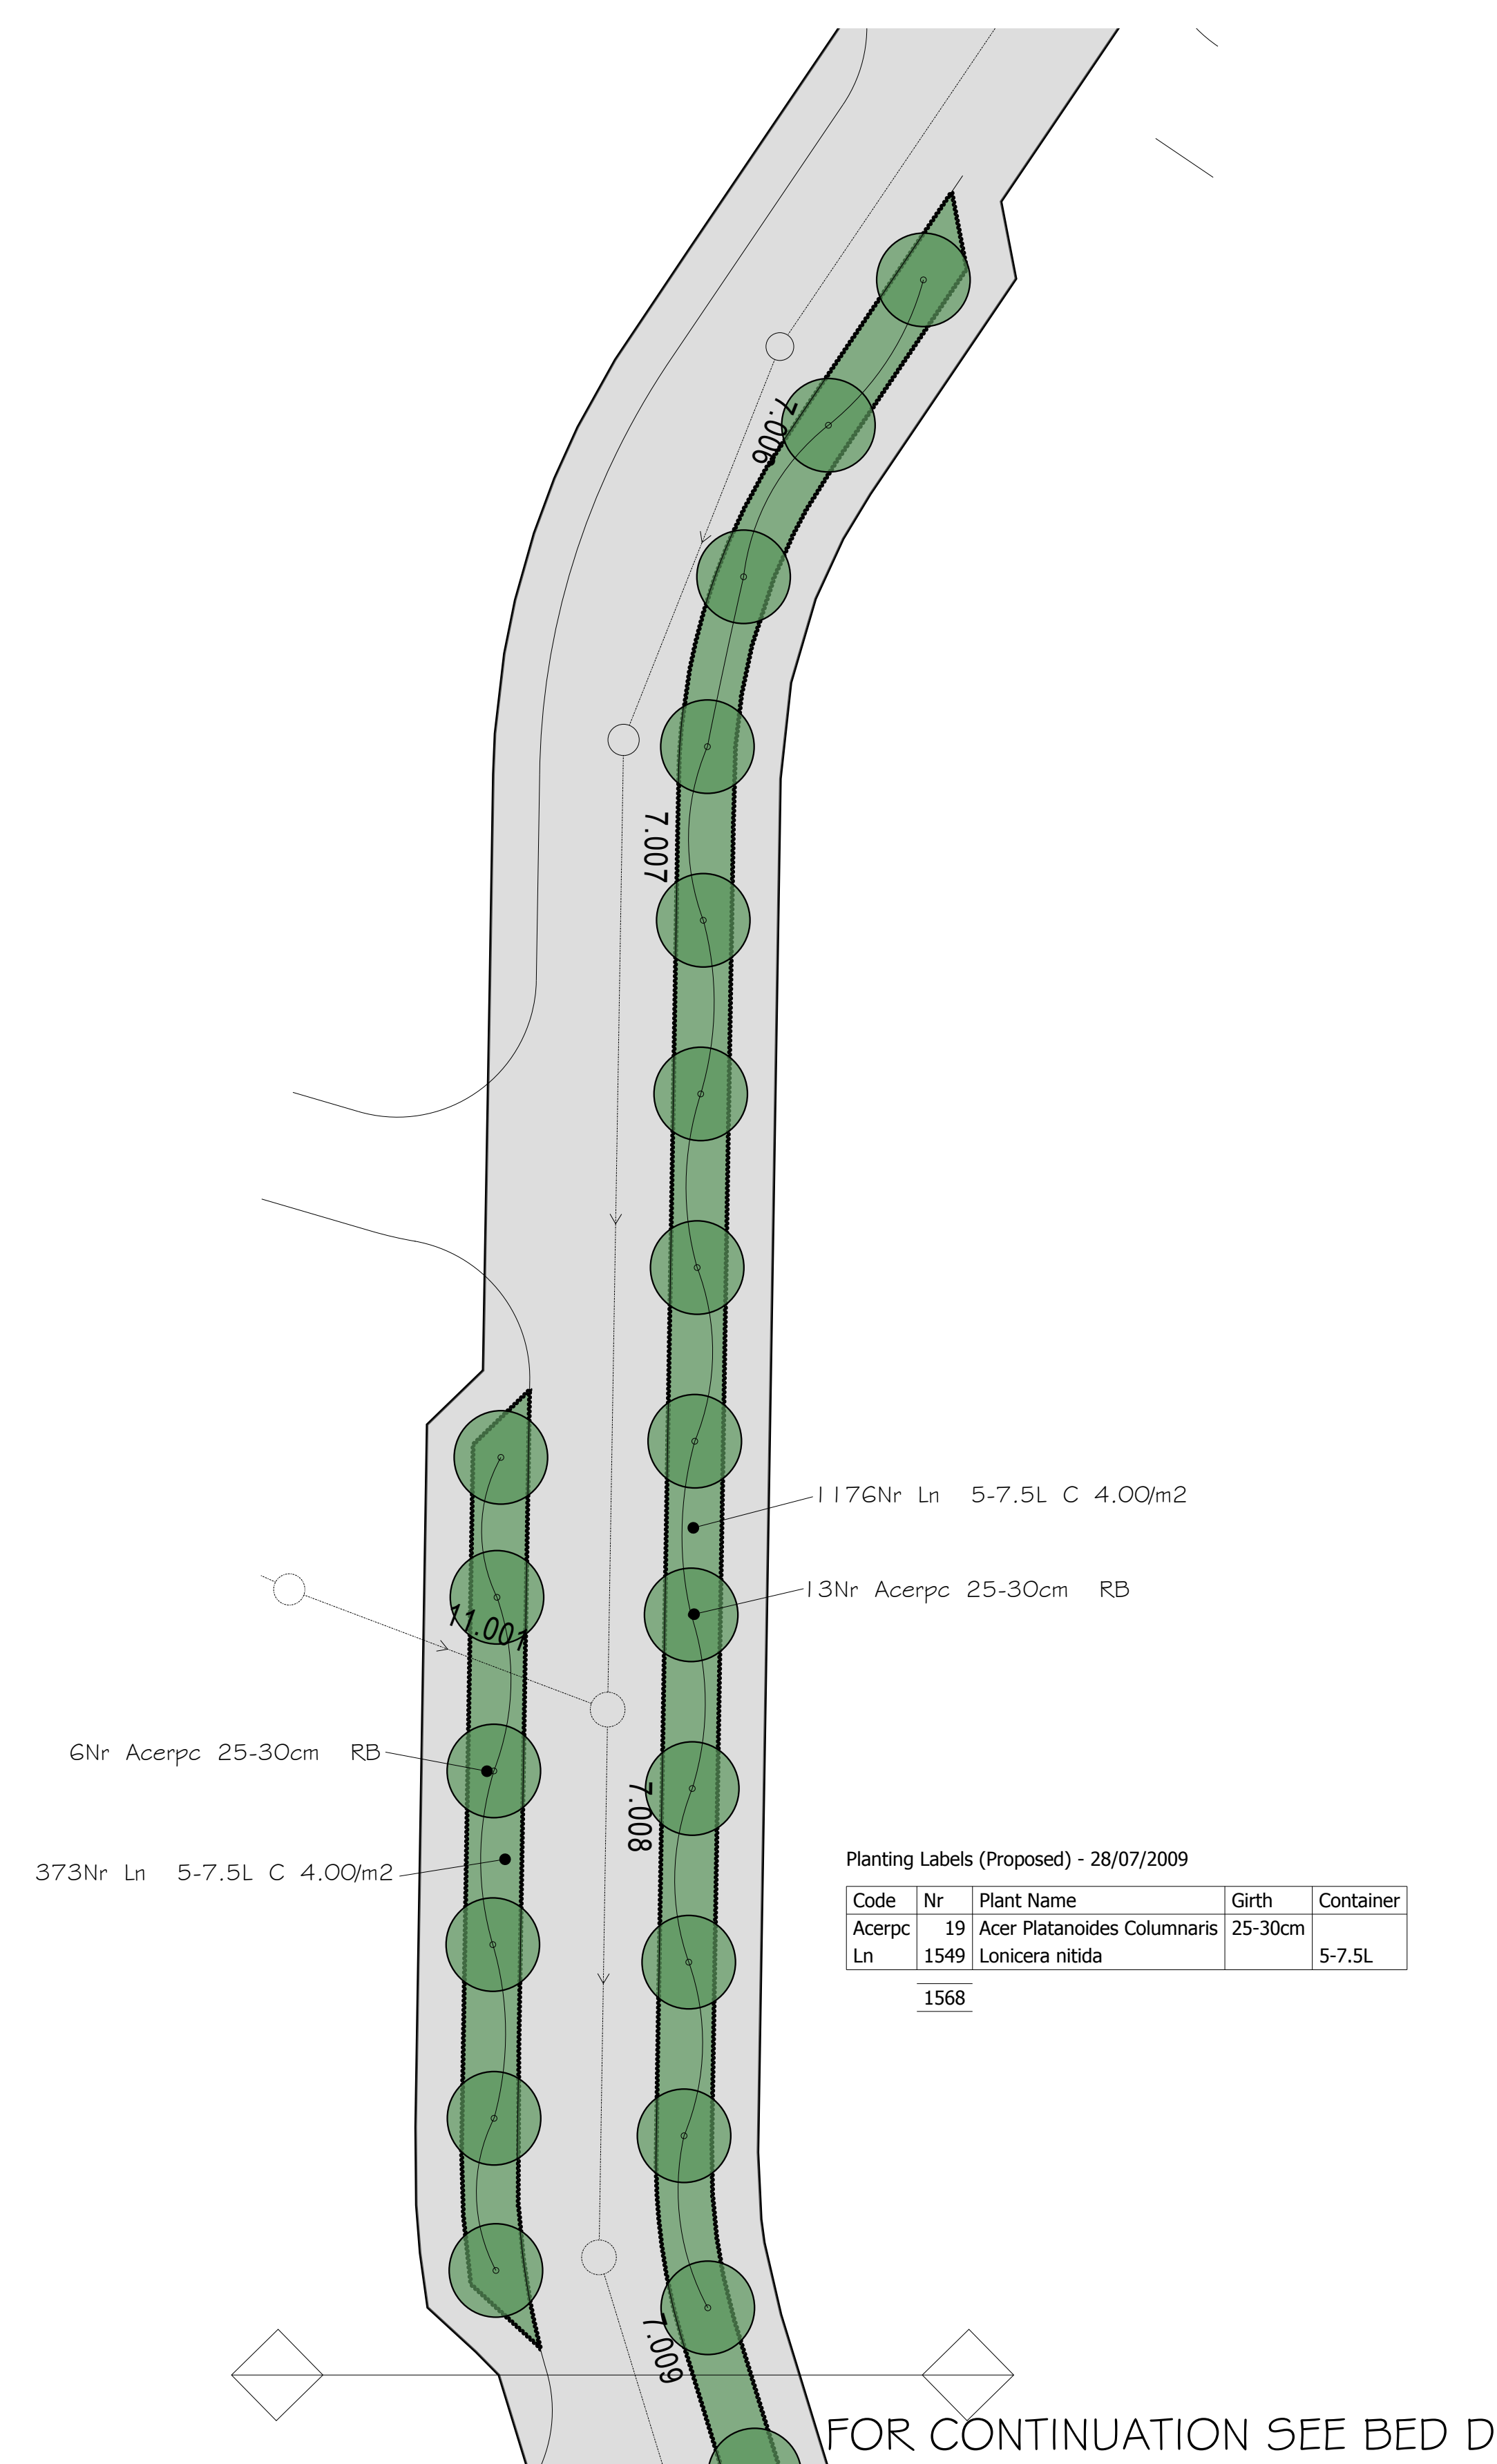 7.006
7.007
1176Nr Ln 5-7.5L C 4.00/m2
13Nr Acerpc 25-30cm RB
11.001
6Nr Acerpc 25-30cm RB
7.008
373Nr Ln 5-7.5L C 4.00/m2
Planting Labels (Proposed) - 28/07/2009
Code Nr Plant Name Girth Container
Acerpc 19 Acer Platanoides Columnaris 25-30cm
Ln 1549 Lonicera nitida 5-7.5L
1568
7.009
FOR CONTINUATION SEE BED D